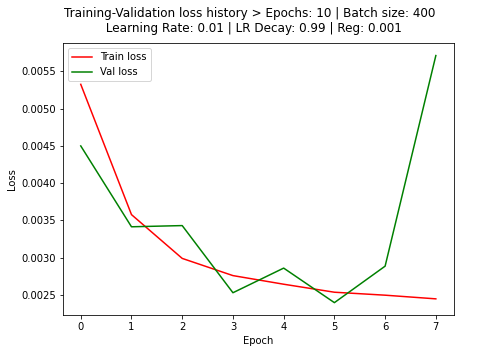 Training-Validation loss history > Epochs: 10 | Batch size: 400
Learning Rate: 0.01 | LR Decay: 0.99 | Reg: 0.001
Train loss
Val loss
0.0055
0.0050
0.0045
0.0040
0.0035
0.0030
0.0025
Loss
0 1 2 3 4 5 6 7
Epoch